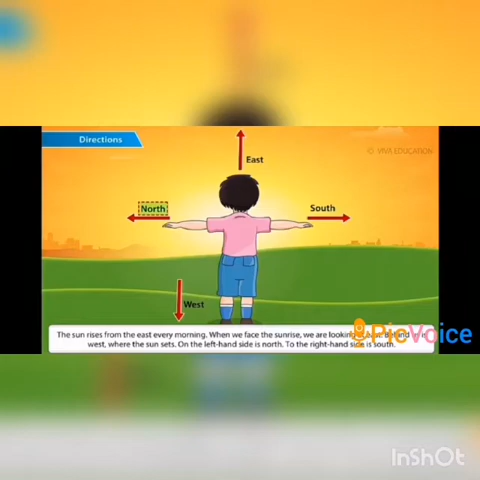 Directions
© VIVA EDUCATION
East
North
South
West
PicVoice
The sun rises from the east every morning. When we face the sunrise, we are looking
west, where the sun sets. On the left-hand side is north. To the right-hand side is south.
InShOt